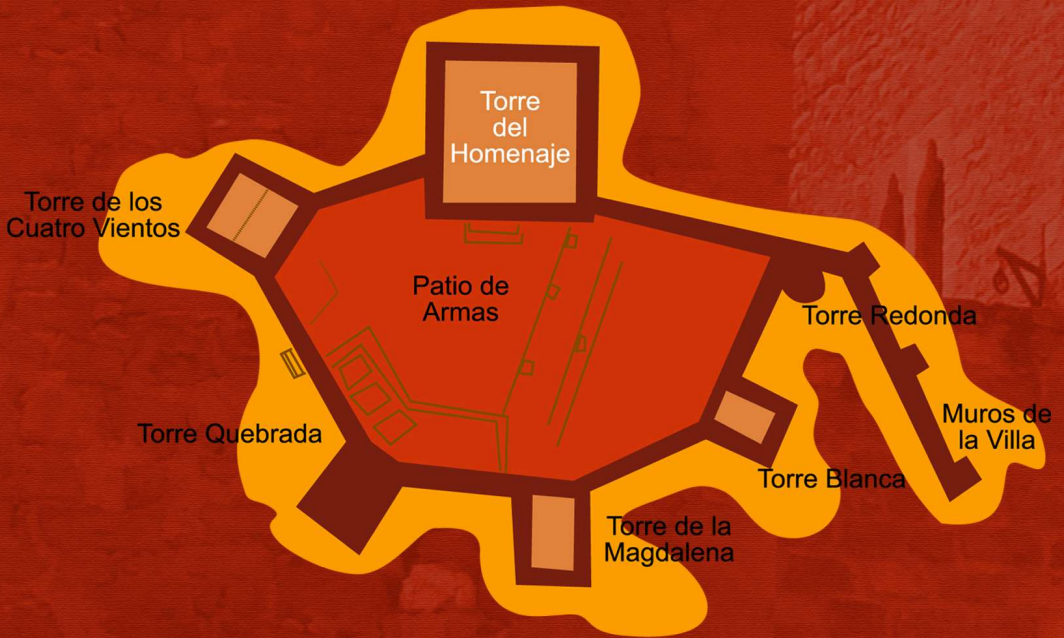 Torre
del
Homenaje
Torre de los
Cuatro Vientos
Patio de
Armas
Torre Redonda
Torre Quebrada
Muros de
la Villa
Torre Blanca
Torre de la
Magdalena